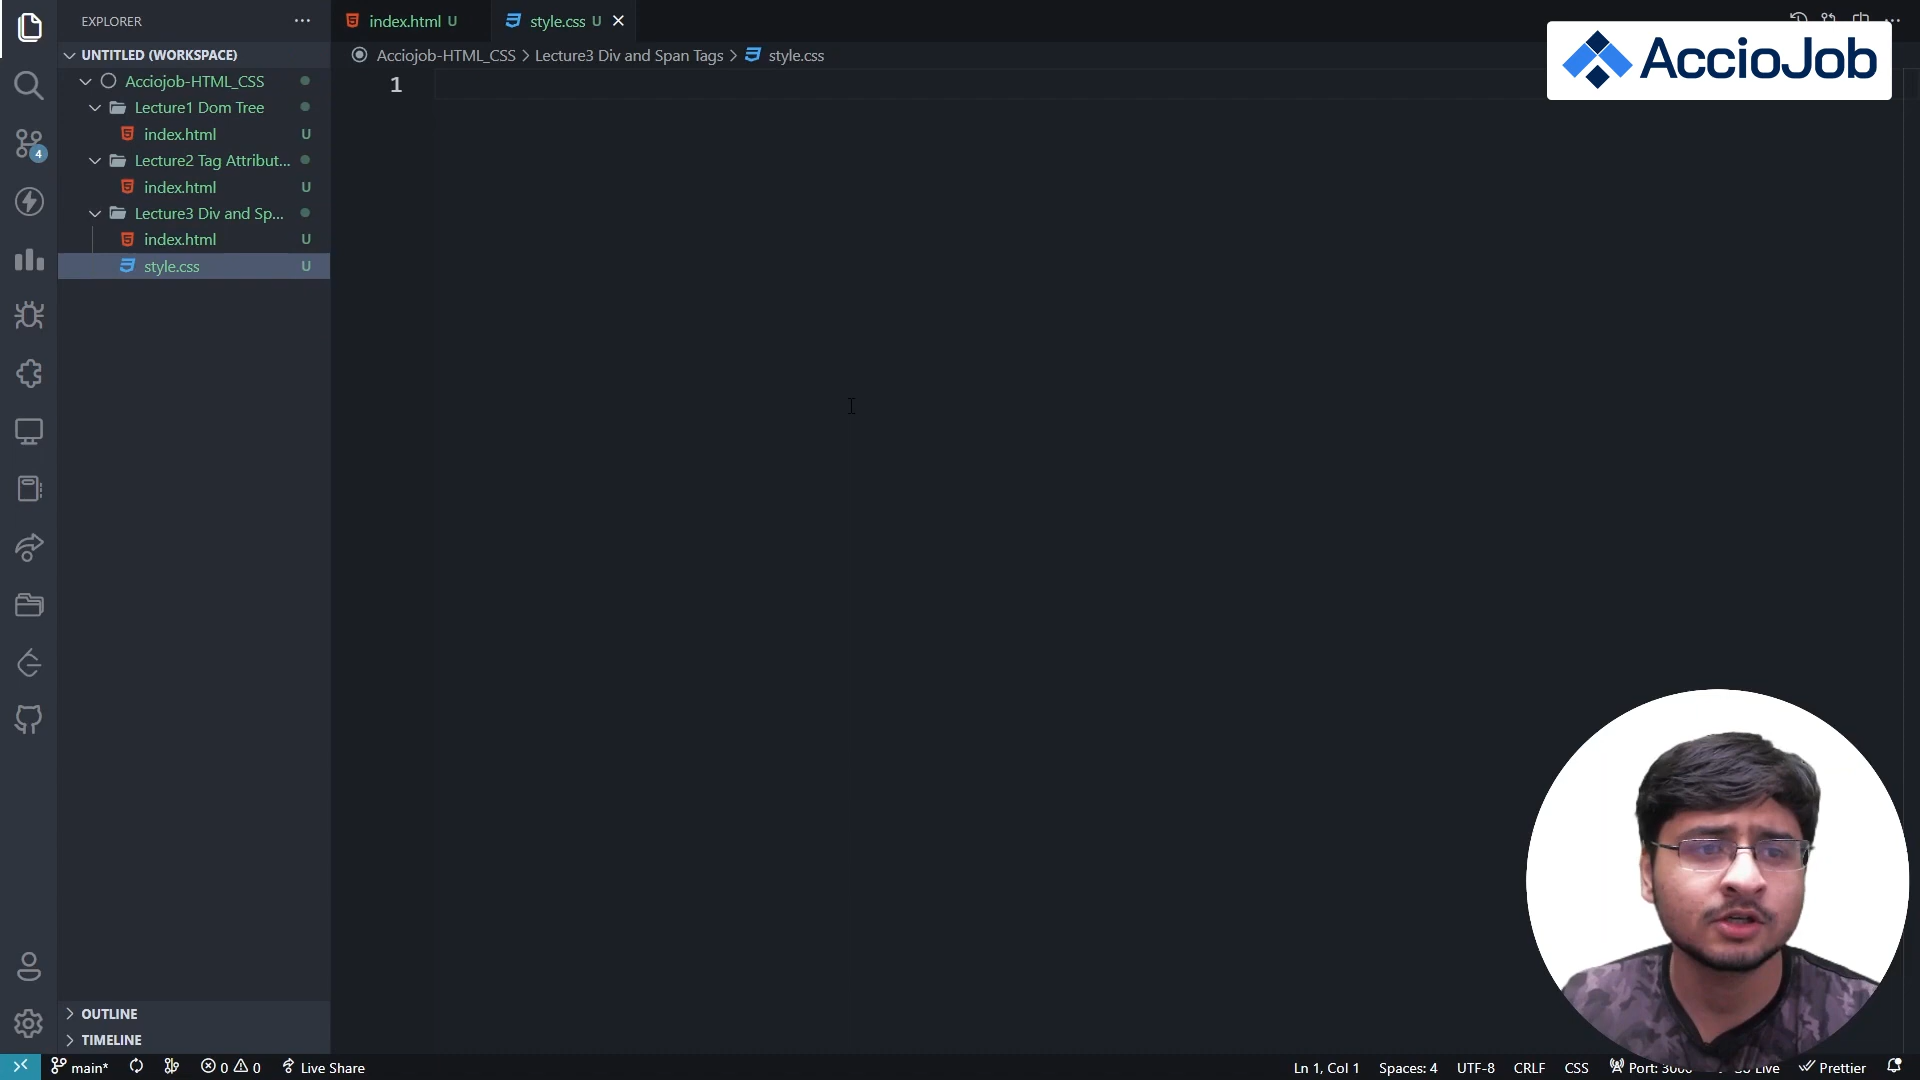 EXPLORER
index.html U
style.css U
UNTITLED (WORKSPACE)
Acciojob-HTML_CSS > Lecture3 Div and Span Tags > style.css
AccioJob
Acciojob-HTML_CSS
1
Lecture1 Dom Tree
index.html U
4
Lecture2 Tag Attribut...
index.html U
Lecture3 Div and Sp...
index.html U
style.css U
OUTLINE
TIMELINE
main* 0 0 Live Share
Ln 1, Col 1 Spaces: 4 UTF-8 CRLF CSS Port: Live Prettier